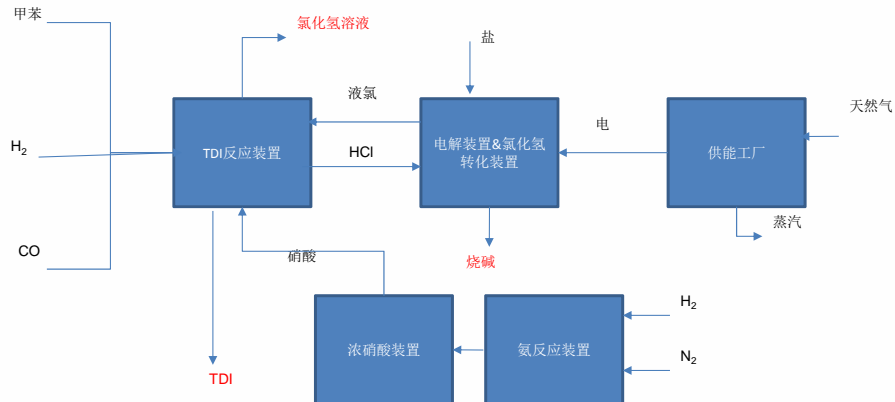 甲苯
氯化氢溶液
盐
液氯
天然气
电
H₂
TDI反应装置
HCl
电解装置&氯化氢
转化装置
供能工厂
CO
硝酸
烧碱
蒸汽
H₂
浓硝酸装置
氨反应装置
N₂
TDI